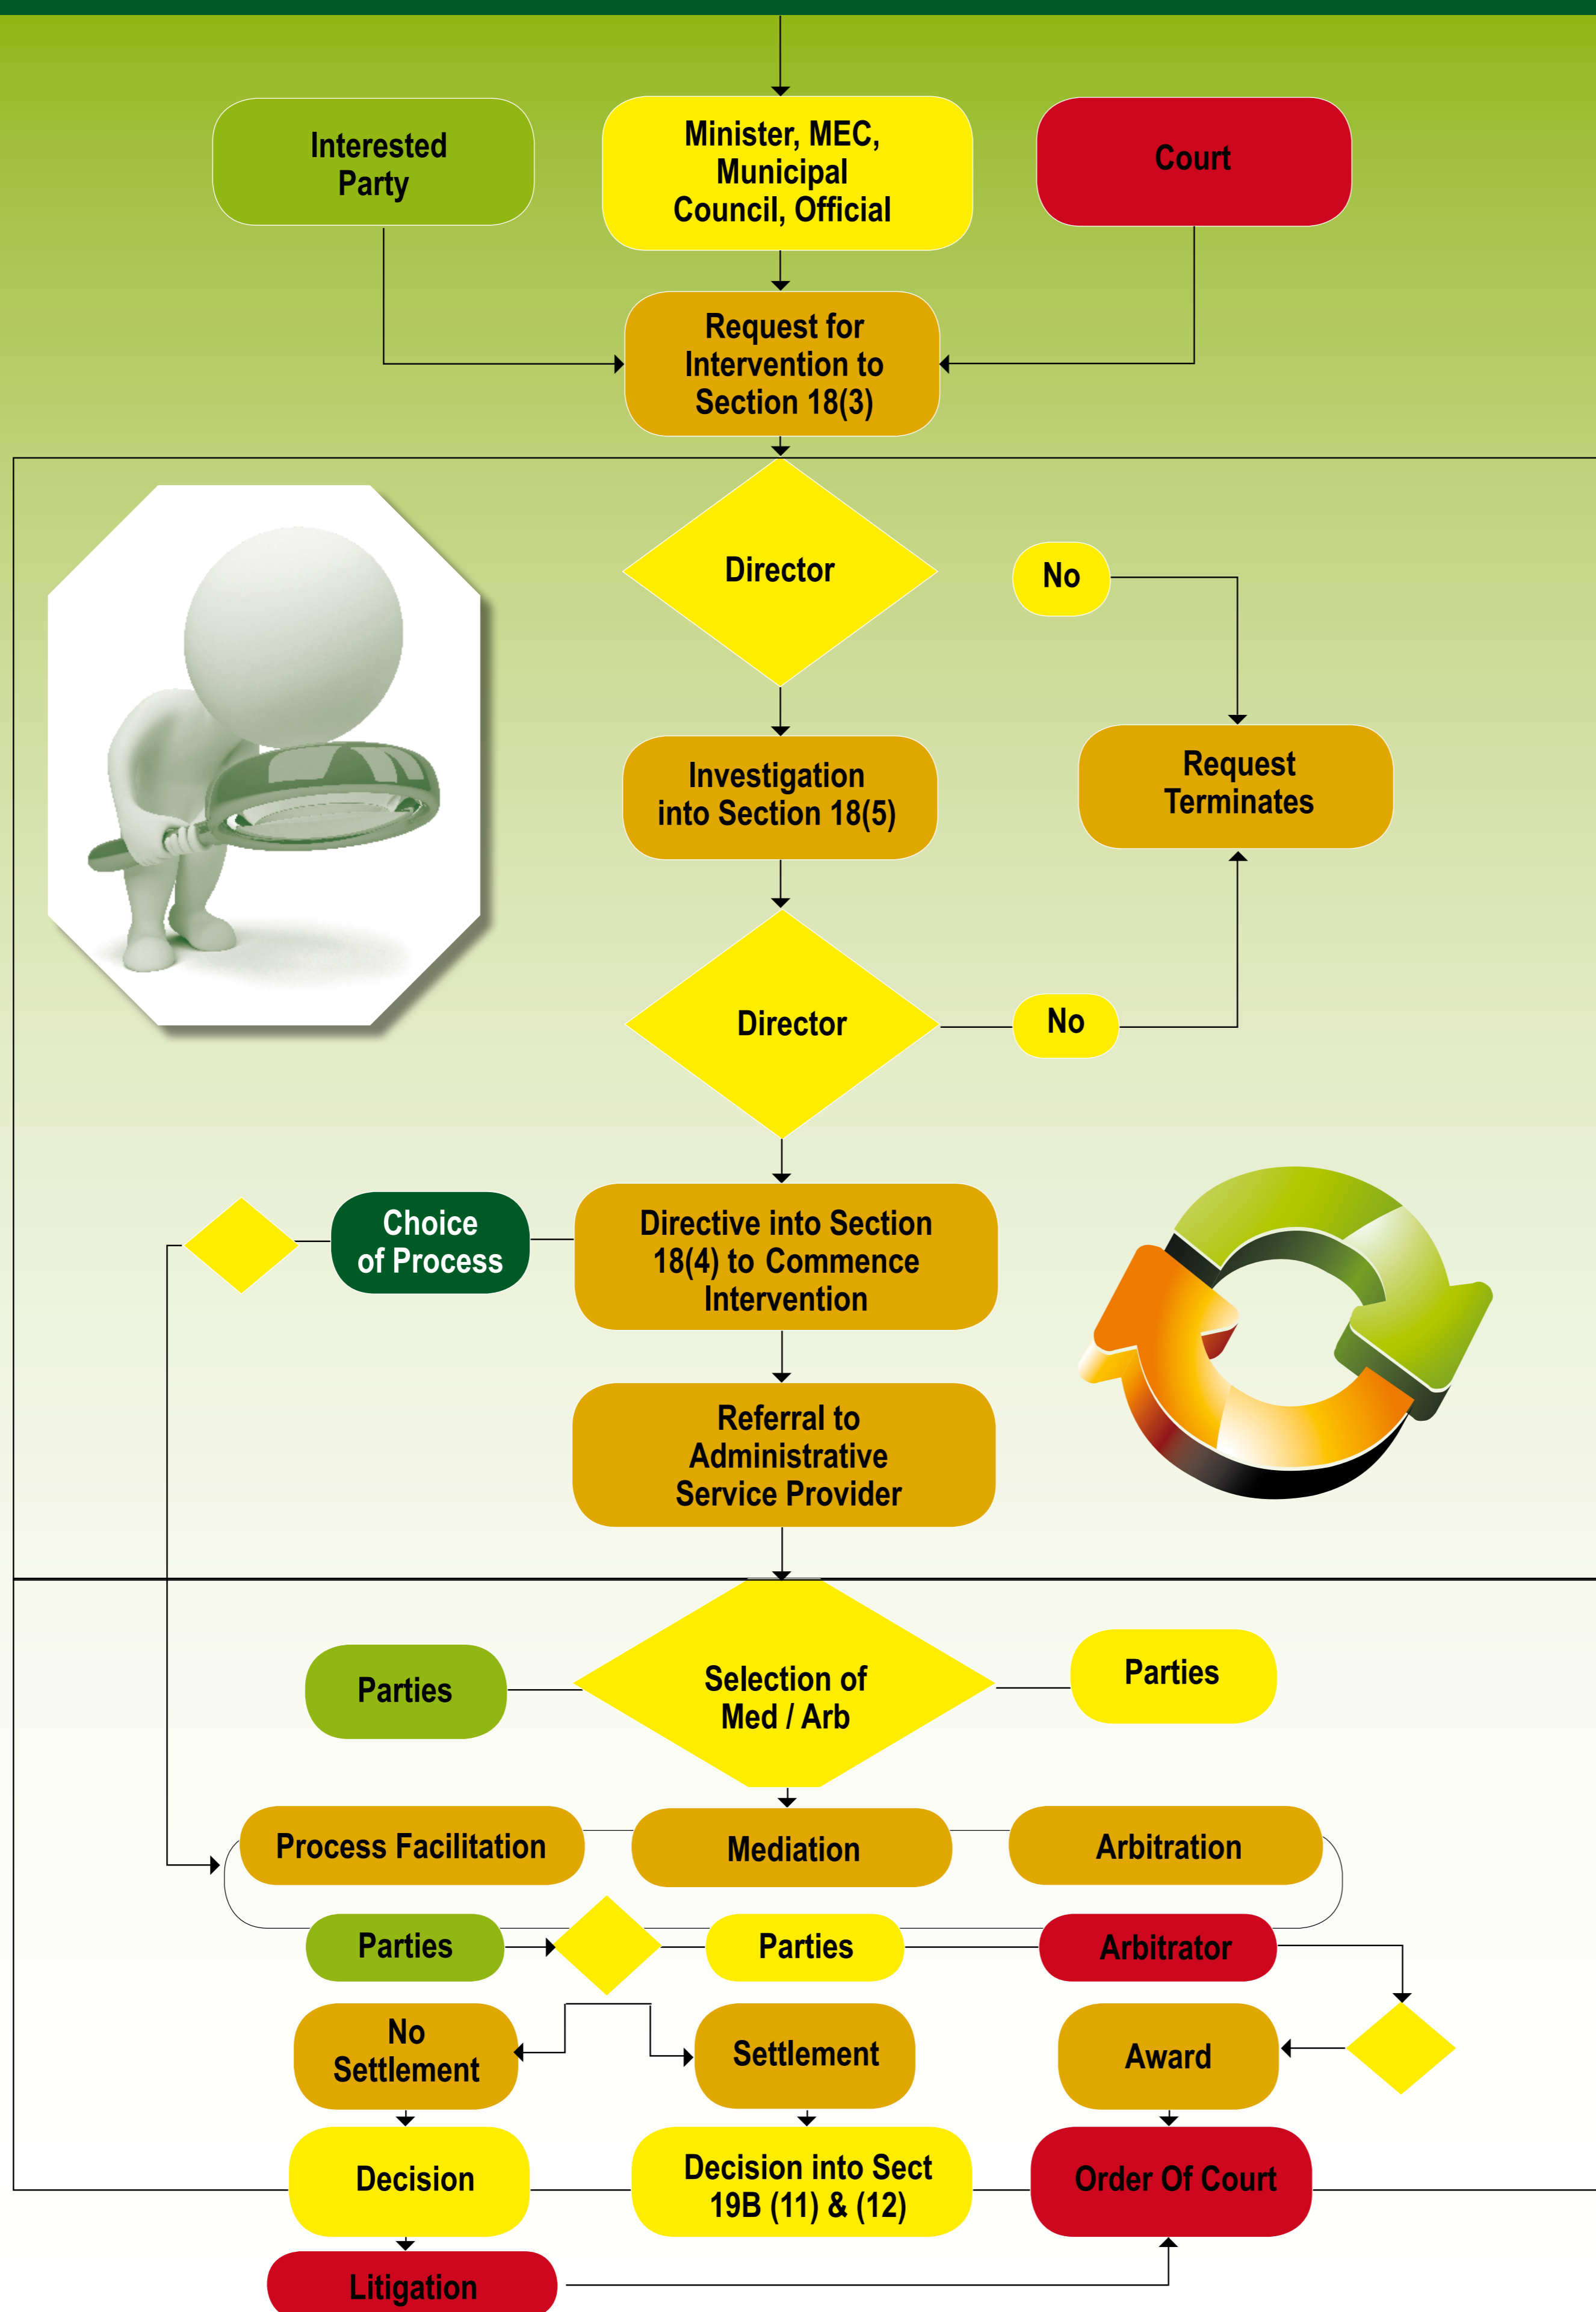 Interested
Party
Minister, MEC,
Municipal
Council, Official
Court
Request for
Intervention to
Section 18(3)
Director
No
Investigation
into Section 18(5)
Request
Terminates
Director
No
Choice
of Process
Directive into Section
18(4) to Commence
Intervention
Referral to
Administrative
Service Provider
Parties
Selection of
Med / Arb
Parties
Process Facilitation
Mediation
Arbitration
Parties
Parties
Arbitrator
No
Settlement
Settlement
Award
Decision
Decision into Sect
19B (11) & (12)
Order Of Court
Litigation